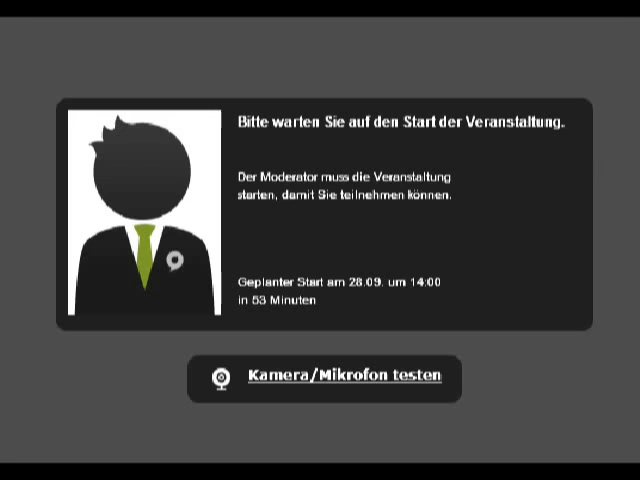 Bitte warten Sie auf den Start der Veranstaltung.
Der Moderator muss die Veranstaltung
starten, damit Sie teilnehmen können.
Geplanter Start am 28.09. um 14:00
in 53 Minuten
Kamera/Mikrofon testen